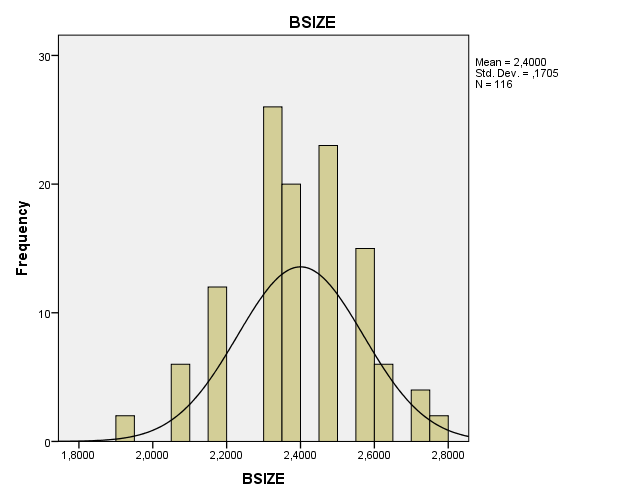 BSIZE
Mean = 2,4000
Std. Dev. = ,1705
N = 116
Frequency
30
20
10
0
1,8000 2,0000 2,2000 2,4000 2,6000 2,8000
BSIZE